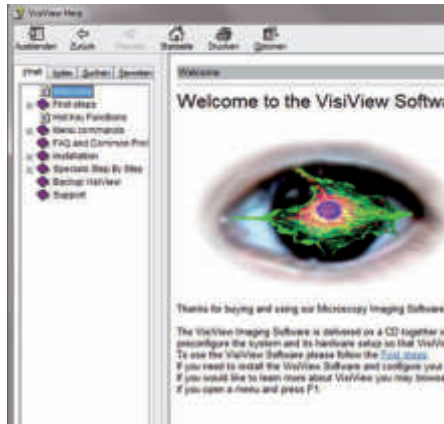 VisiView Help
Ausblenden Zurück Startseite Drucken Optionen
Inhalt Index Suchen Favoriten
Welcome
First steps
Hot Key Functions
Menu commands
FAQ and Common Prol
Installation
Specials Step By Step
Backup VisiView
Support
Welcome
Welcome to the VisiView Softwa
Thanks for buying and using our Microscopy Imaging Software
The VisiView Imaging Software is delivered on a CD together
preconfigure the system and its hardware setup so that VisiVi
To use the VisiView Software please follow the First steps.
If you need to install the VisiView Software and configure your
If you would like to learn more about VisiView you may browse
if you open a menu and press F1.